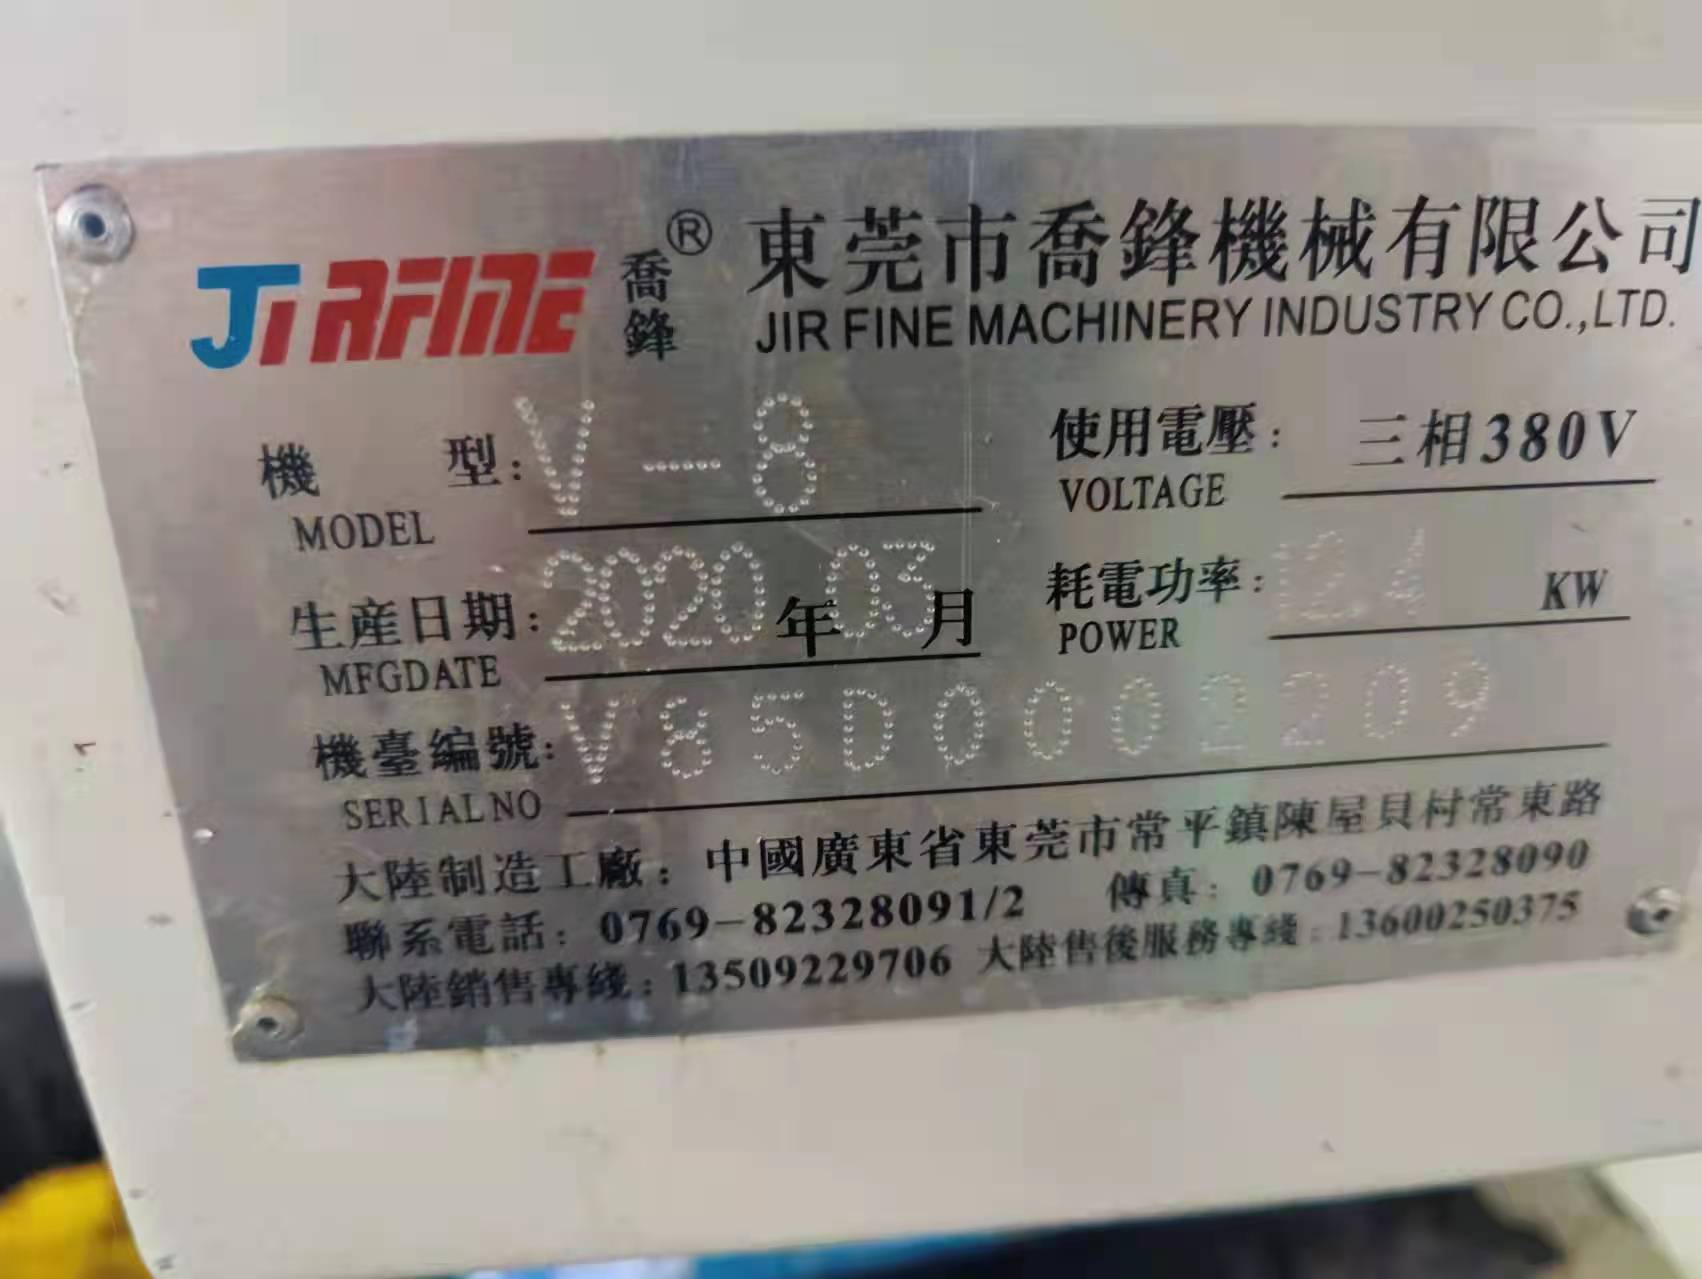 JIRFINE 喬鋒® 東莞市喬鋒機械有限公司
JIR FINE MACHINERY INDUSTRY CO.,LTD.
機 型: V-8 使用電壓: 三相380V
MODEL VOLTAGE
生産日期: 2020年03月 耗電功率: 12.4 KW
MFGDATE POWER
機臺編號: V85D0002209
SERIALNO
大陸制造工廠: 中國廣東省東莞市常平鎮陳屋貝村常東路
聯系電話: 0769-82328091/2 傳真: 0769-82328090
大陸銷售專綫: 13509229706 大陸售後服務專綫: 13600250375